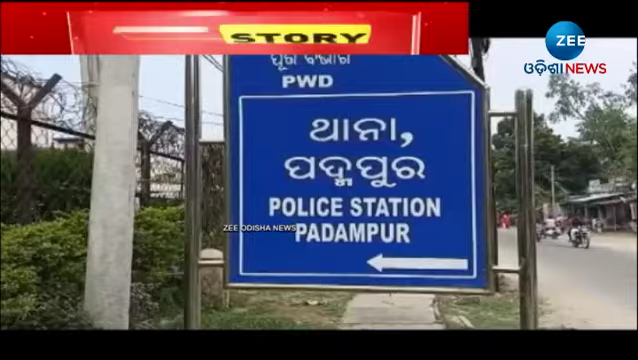 STORY
ZEE
ଓଡ଼ିଶାNEWS
ପୂର୍ତ୍ତ ବିଭାଗ
PWD
ଥାନା,
ପଦ୍ମପୁର
POLICE STATION
ZEE ODISHA NEWS
PADAMPUR